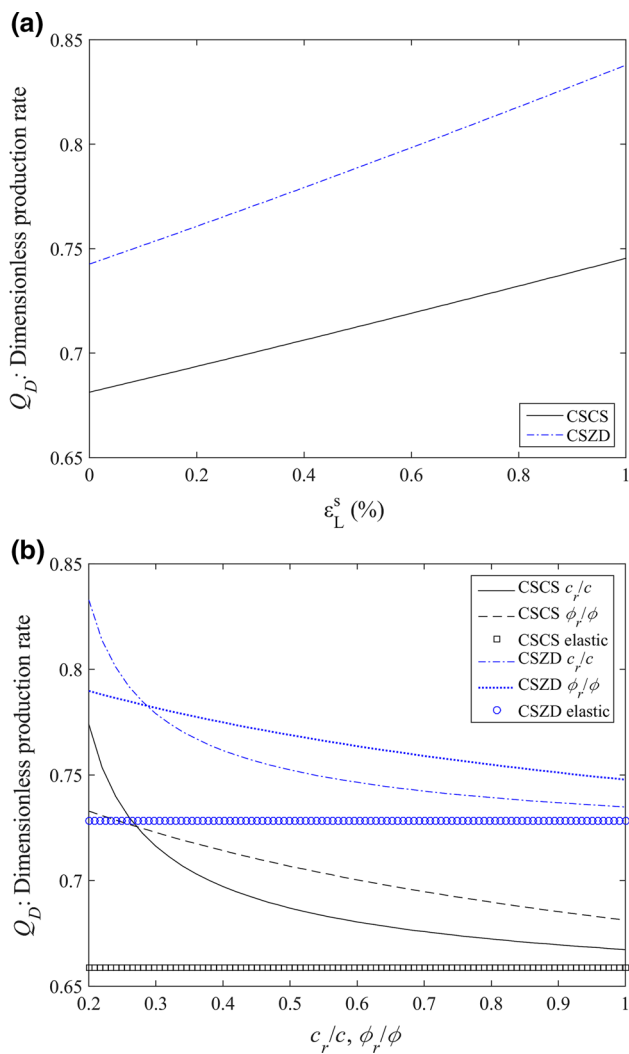 (a)
0.85
0.8
0.75
0.7
0.65
Q_D: Dimensionless production rate
0 0.2 0.4 0.6 0.8 1
ε_L^s (%)
CSCS
CSZD
(b)
0.85
0.8
0.75
0.7
0.65
Q_D: Dimensionless production rate
0.2 0.3 0.4 0.5 0.6 0.7 0.8 0.9 1
c_r/c, ϕ_r/ϕ
CSCS c_r/c
CSCS ϕ_r/ϕ
CSCS elastic
CSZD c_r/c
CSZD ϕ_r/ϕ
CSZD elastic